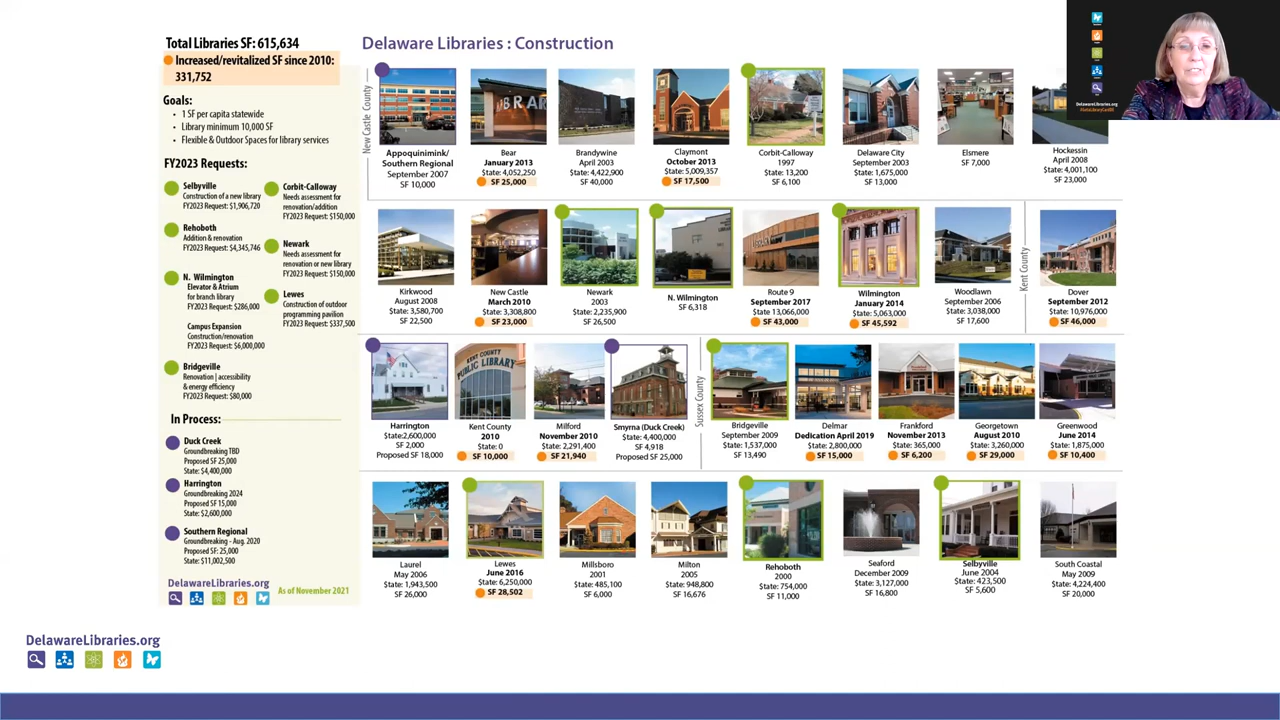 Total Libraries SF: 615,634
Increased/revitalized SF since 2010:
331,752
Goals:
• 1 SF per capita statewide
• Library minimum 10,000 SF
• Flexible & Outdoor Spaces for library services
FY2023 Requests:
Selbyville
Construction of a new library
FY2023 Request: $1,906,720
Rehoboth
Addition & renovation
FY2023 Request: $4,345,746
N. Wilmington
Elevator & Atrium
for branch library
FY2023 Request: $286,000
Campus Expansion
Construction/renovation
FY2023 Request: $6,000,000
Bridgeville
Renovation | accessibility
& energy efficiency
FY2023 Request: $80,000
Corbit-Calloway
Needs assessment for
renovation/addition
FY2023 Request: $150,000
Newark
Needs assessment for
renovation or new library
FY2023 Request: $150,000
Lewes
Construction of outdoor
programming pavilion
FY2023 Request: $337,500
In Process:
Duck Creek
Groundbreaking TBD
Proposed SF 25,000
State: $4,400,000
Harrington
Groundbreaking 2024
Proposed SF 15,000
State: $2,600,000
Southern Regional
Groundbreaking - Aug. 2020
Proposed SF: 25,000
State: $11,002,500
DelawareLibraries.org
As of November 2021
Delaware Libraries : Construction
New Castle County
Appoquinimink/
Southern Regional
September 2007
SF 10,000
Bear
January 2013
State: 4,052,250
SF 25,000
Brandywine
April 2003
State: 4,422,900
SF 40,000
Claymont
October 2013
State: 5,009,357
SF 17,500
Corbit-Calloway
1997
State: 13,200
SF 6,100
Delaware City
September 2003
State: 1,675,000
SF 13,000
Elsmere
SF 7,000
Hockessin
April 2008
State: 4,001,100
SF 23,000
Kirkwood
August 2008
State: 3,580,700
SF 22,500
New Castle
March 2010
State: 3,308,800
SF 23,000
Newark
2003
State: 2,235,900
SF 26,500
N. Wilmington
SF 6,318
Route 9
September 2017
State: 13,066,000
SF 43,000
Wilmington
January 2014
State: 5,063,000
SF 45,592
Woodlawn
September 2006
State: 3,038,000
SF 17,600
Kent County
Dover
September 2012
State: 10,976,000
SF 46,000
Harrington
State:2,600,000
SF 2,000
Proposed SF 18,000
KENT COUNTY
PUBLIC LIBRARY
Kent County
2010
State: 0
SF 10,000
Milford
November 2010
State: 2,291,400
SF 21,940
Smyrna (Duck Creek)
State: 4,400,000
SF 4,918
Proposed SF 25,000
Sussex County
Bridgeville
September 2009
State: 1,537,000
SF 13,490
Delmar
Dedication April 2019
State: 2,800,000
SF 15,000
Frankford
November 2013
State: 365,000
SF 6,200
Georgetown
August 2010
State: 3,260,000
SF 29,000
Greenwood
June 2014
State: 1,875,000
SF 10,400
Laurel
May 2006
State: 1,943,500
SF 26,000
Lewes
June 2016
State: 6,250,000
SF 28,502
Millsboro
2001
State: 485,100
SF 6,000
Milton
2005
State: 948,800
SF 16,676
Rehoboth
2000
State: 754,000
SF 11,000
Seaford
December 2009
State: 3,127,000
SF 16,800
Selbyville
June 2004
State: 423,500
SF 5,600
South Coastal
May 2009
State: 4,224,400
SF 20,000
DelawareLibraries.org
DelawareLibraries.org